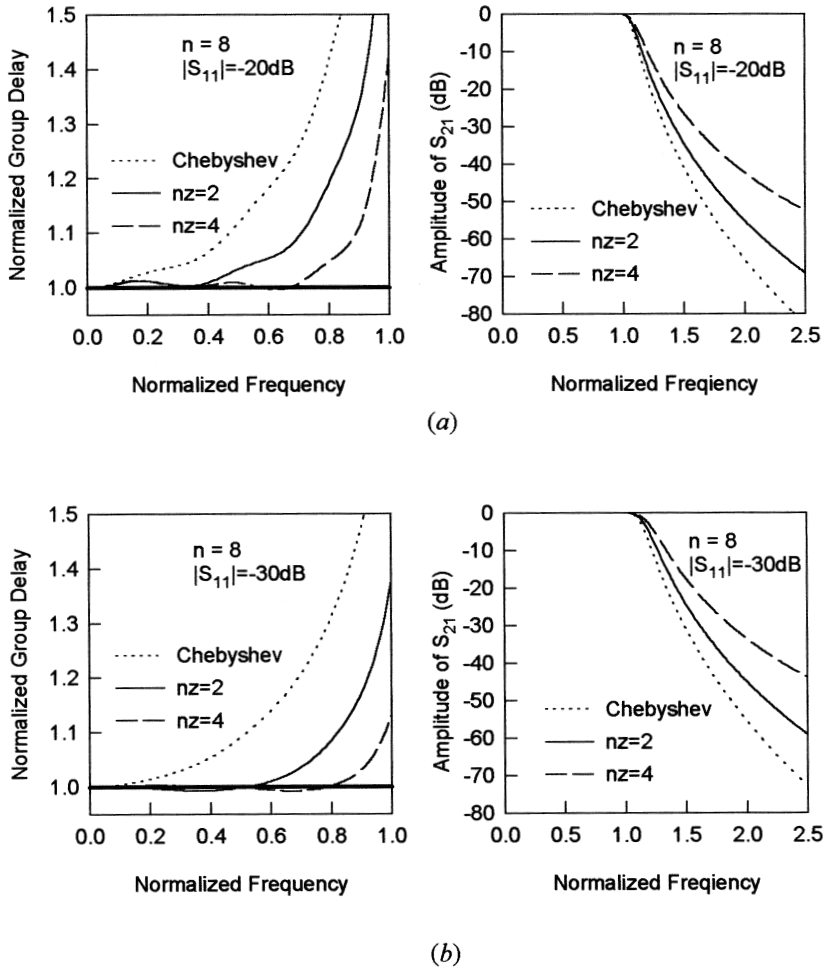 1.5
1.4
1.3
1.2
1.1
1.0
Normalized Group Delay
n = 8
|S11|=-20dB
Chebyshev
nz=2
nz=4
0.0 0.2 0.4 0.6 0.8 1.0
Normalized Frequency
0
-10
-20
-30
-40
-50
-60
-70
-80
Amplitude of S21 (dB)
n = 8
|S11|=-20dB
Chebyshev
nz=2
nz=4
0.0 0.5 1.0 1.5 2.0 2.5
Normalized Freqiency
(a)
1.5
1.4
1.3
1.2
1.1
1.0
Normalized Group Delay
n = 8
|S11|=-30dB
Chebyshev
nz=2
nz=4
0.0 0.2 0.4 0.6 0.8 1.0
Normalized Frequency
0
-10
-20
-30
-40
-50
-60
-70
-80
Amplitude of S21 (dB)
n = 8
|S11|=-30dB
Chebyshev
nz=2
nz=4
0.0 0.5 1.0 1.5 2.0 2.5
Normalized Freqiency
(b)